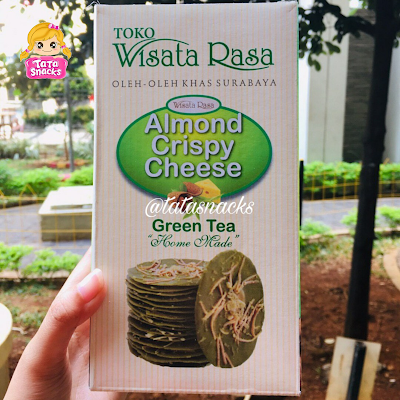 TaTa
Snacks
TOKO
Wisata Rasa
OLEH-OLEH KHAS SURABAYA
Wisata Rasa
Almond
Crispy
Cheese
@tatasnacks
Green Tea
"Home Made"